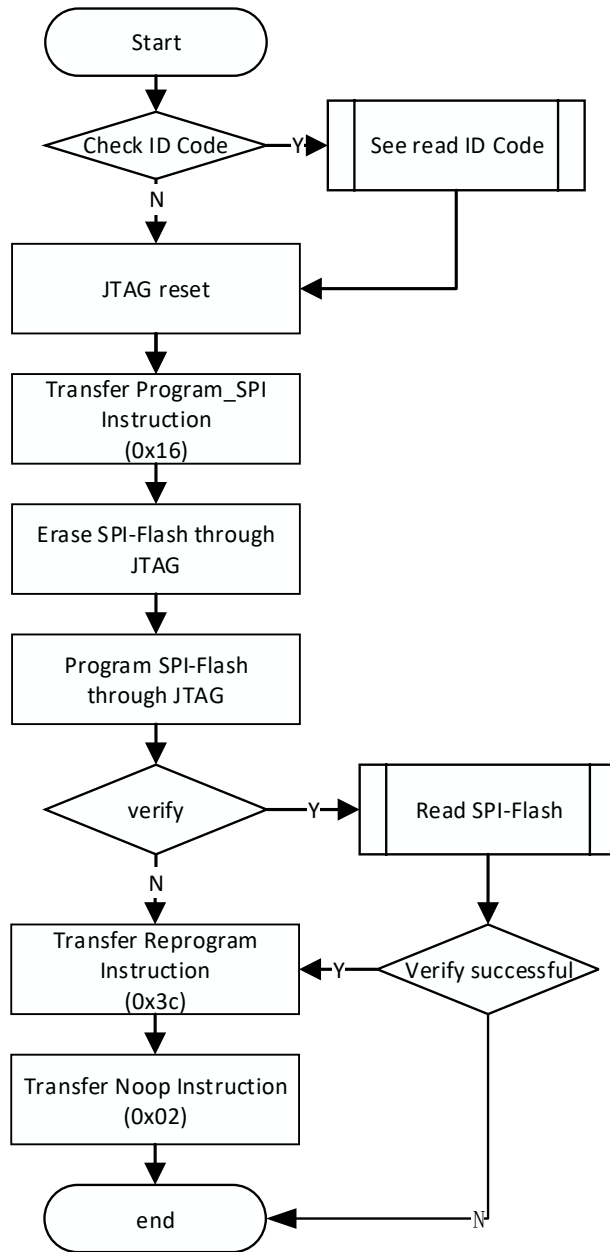 Start
Check ID Code
Y
See read ID Code
N
JTAG reset
Transfer Program_SPI
Instruction
(0x16)
Erase SPI-Flash through
JTAG
Program SPI-Flash
through JTAG
verify
Y
Read SPI-Flash
N
Transfer Reprogram
Instruction
(0x3c)
Y
Verify successful
Transfer Noop Instruction
(0x02)
end
N